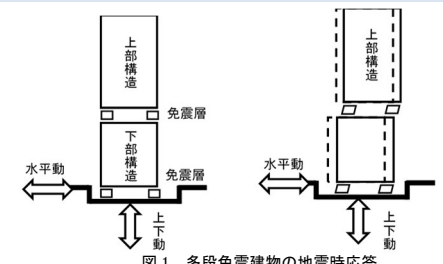 上部構造
免震層
下部構造
免震層
水平動
上下動
上部構造
水平動
上下動
図1 多段免震建物の地震時応答